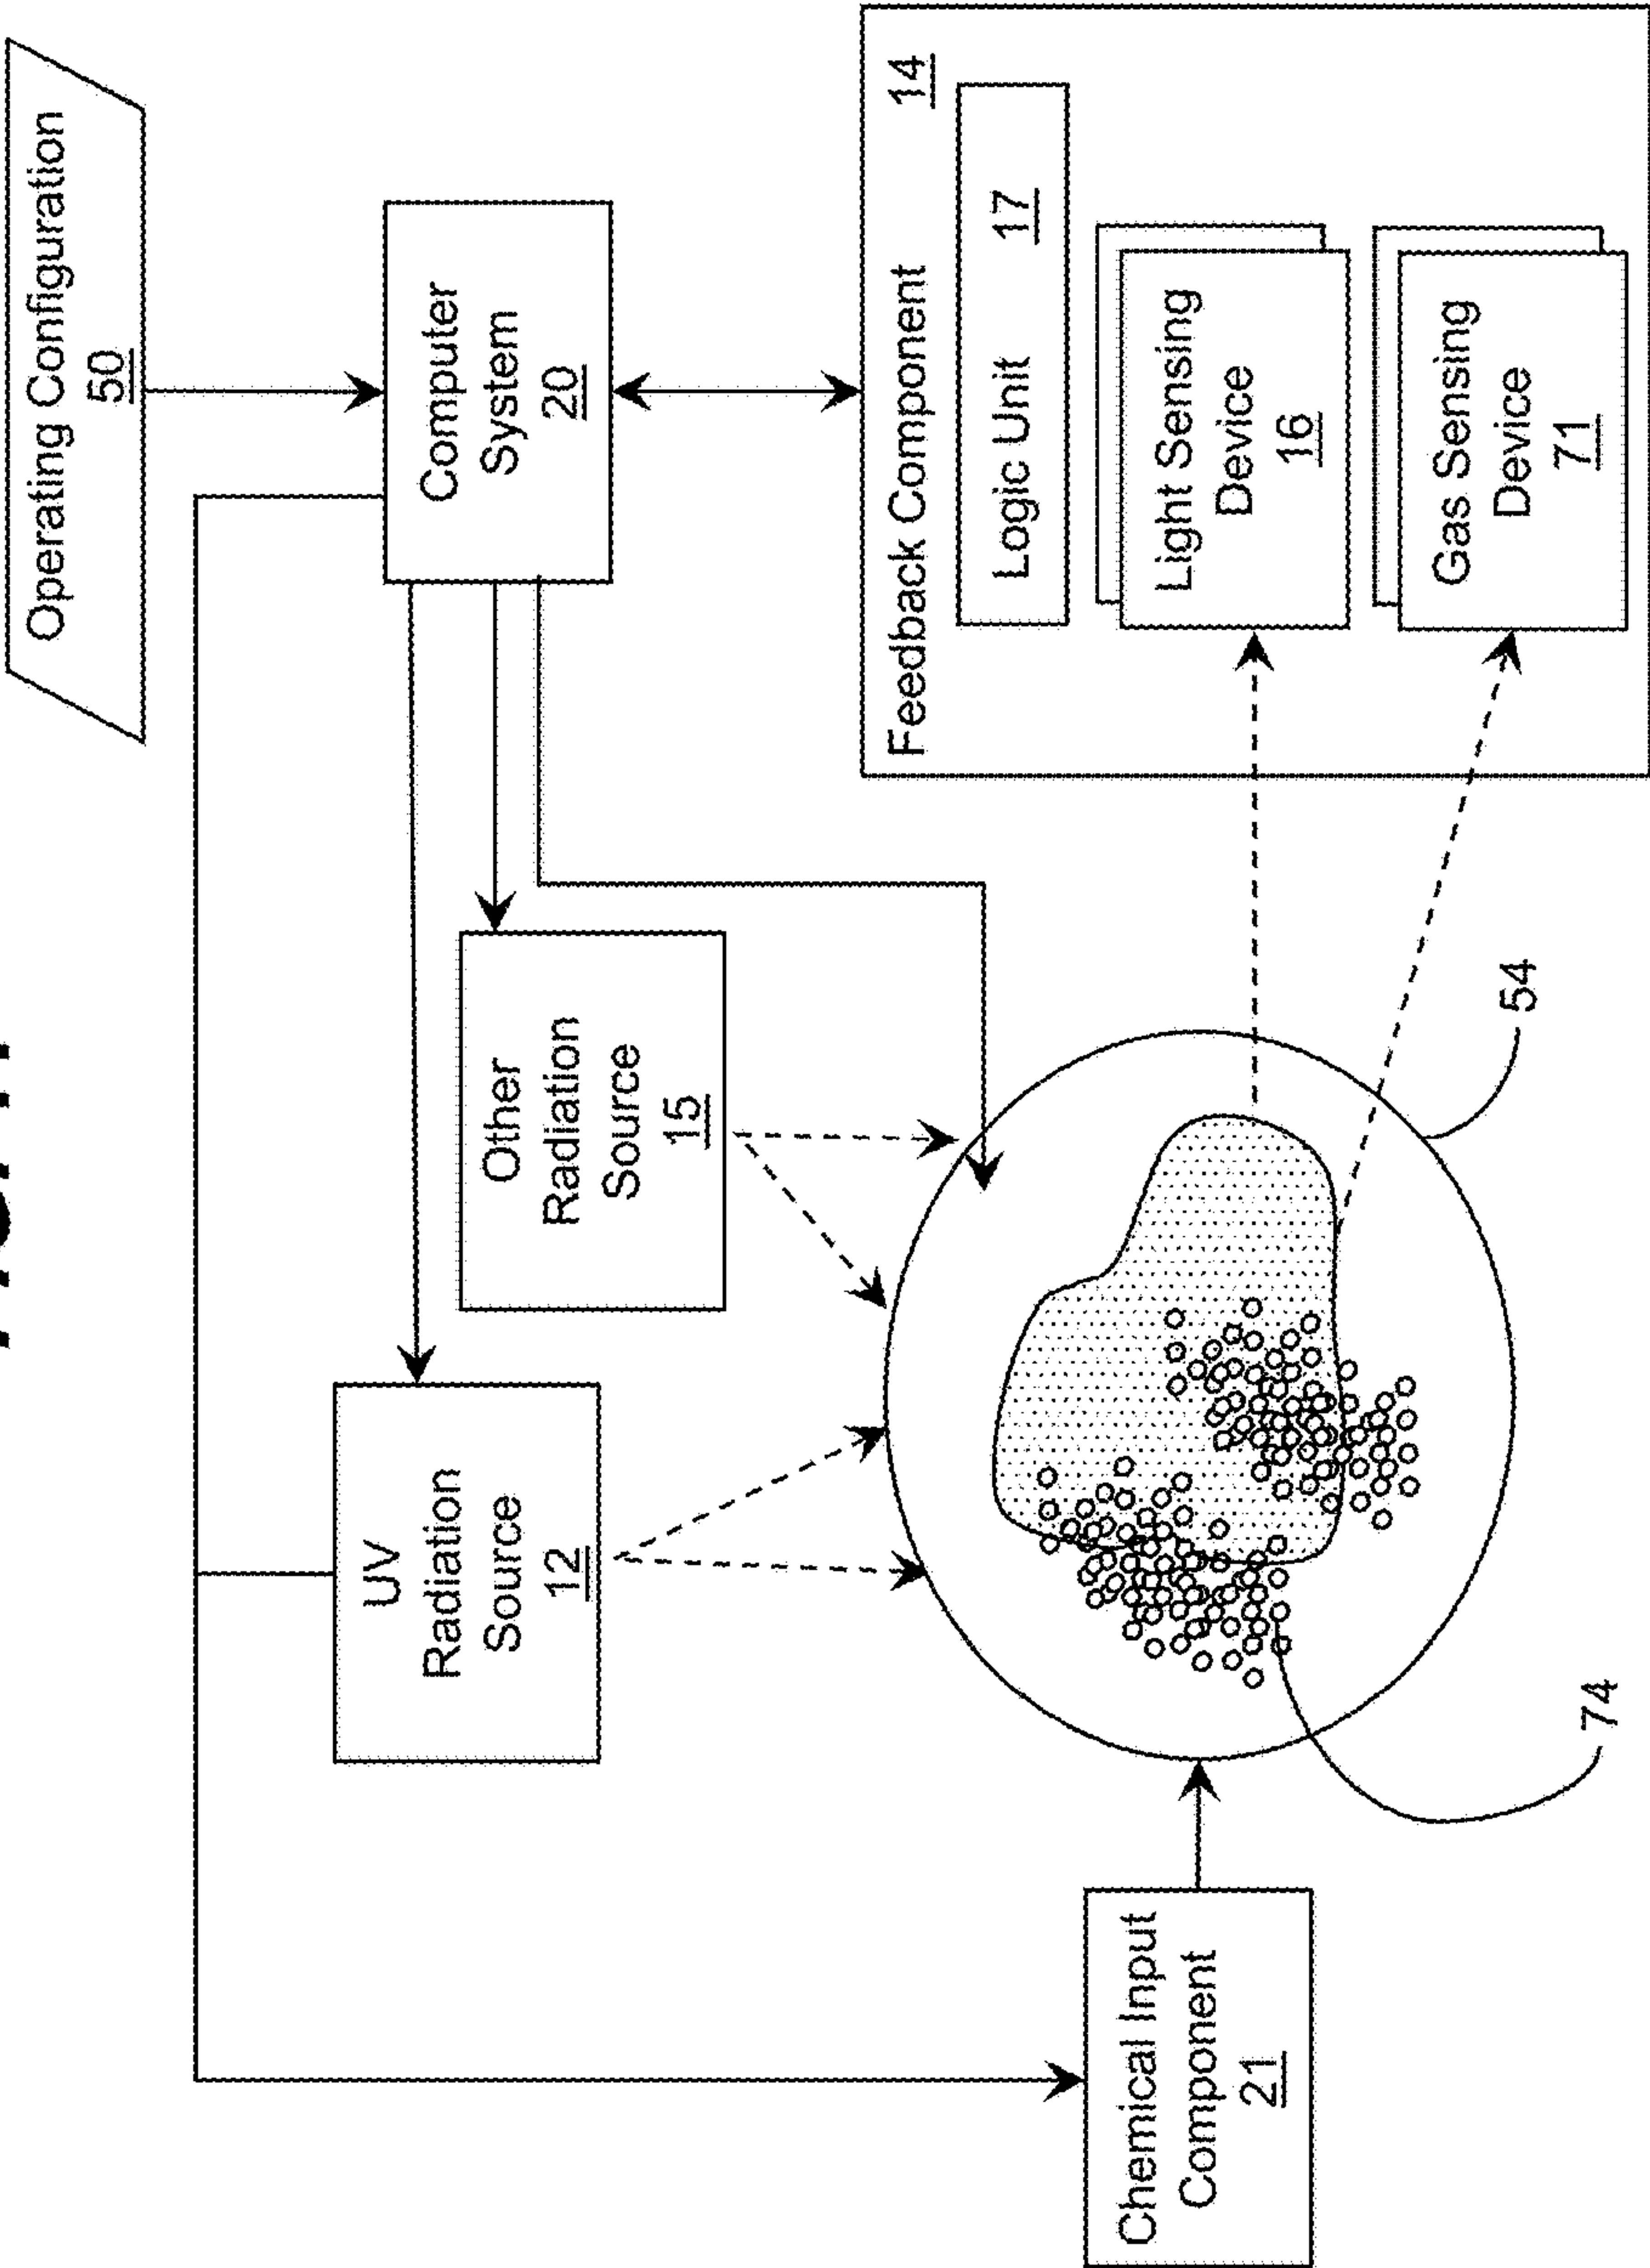 Operating Configuration
50
Computer
System
20
Feedback Component 14
Logic Unit 17
Light Sensing
Device
16
Gas Sensing
Device
71
Other
Radiation
Source
15
UV
Radiation
Source
12
Chemical Input
Component
21
54
74